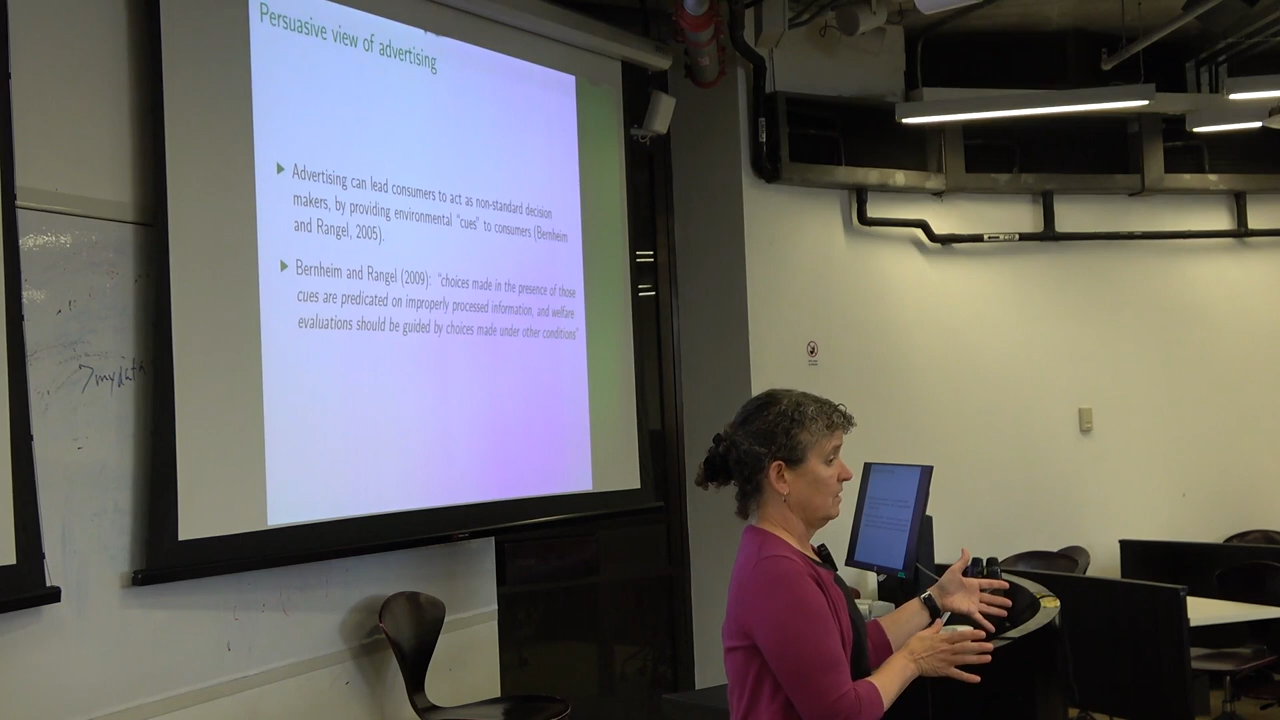 Persuasive view of advertising
Advertising can lead consumers to act as non-standard decision
makers, by providing environmental "cues" to consumers (Bernheim
and Rangel, 2005).
Bernheim and Rangel (2009): "choices made in the presence of those
cues are predicated on improperly processed information, and welfare
evaluations should be guided by choices made under other conditions"